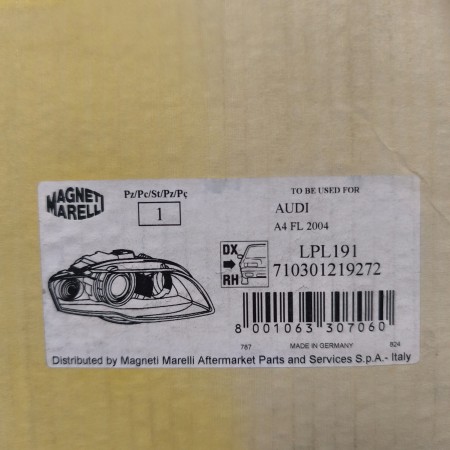 MAGNETI
MARELLI
Pz/Pc/St/Pz/Pç
1
TO BE USED FOR
AUDI
A4 FL 2004
DX
RH
LPL191
710301219272
8 001063 307060
767 MADE IN GERMANY 824
Distributed by Magneti Marelli Aftermarket Parts and Services S.p.A.- Italy